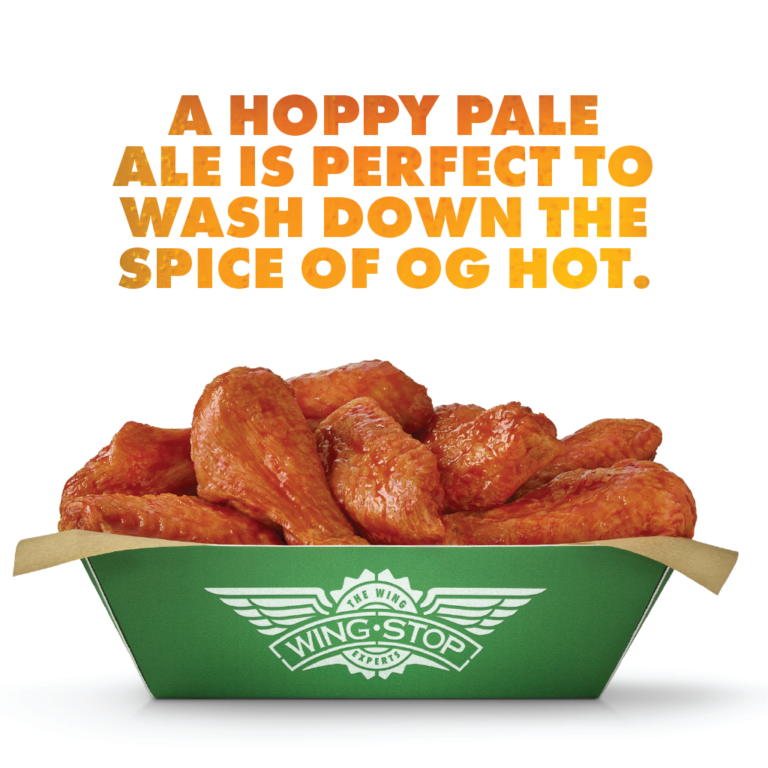 A HOPPY PALE
ALE IS PERFECT TO
WASH DOWN THE
SPICE OF OG HOT.
THE WING
WING·STOP
EXPERTS